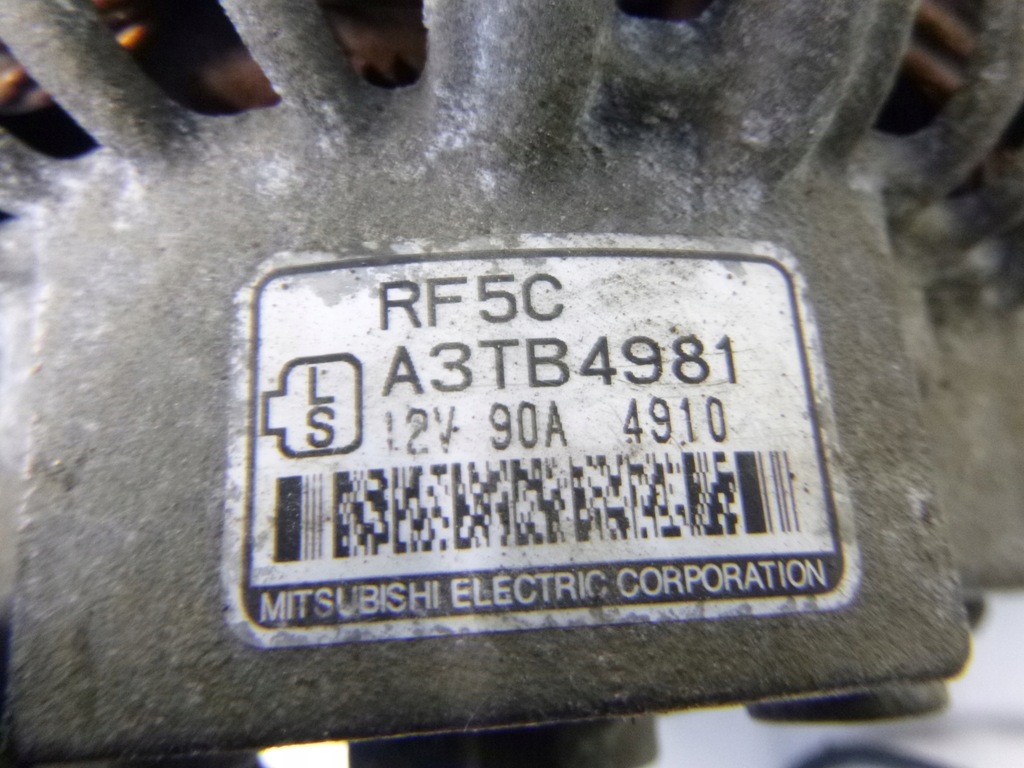 RF5C
A3TB4981
L
S
12V 90A 4910
MITSUBISHI ELECTRIC CORPORATION